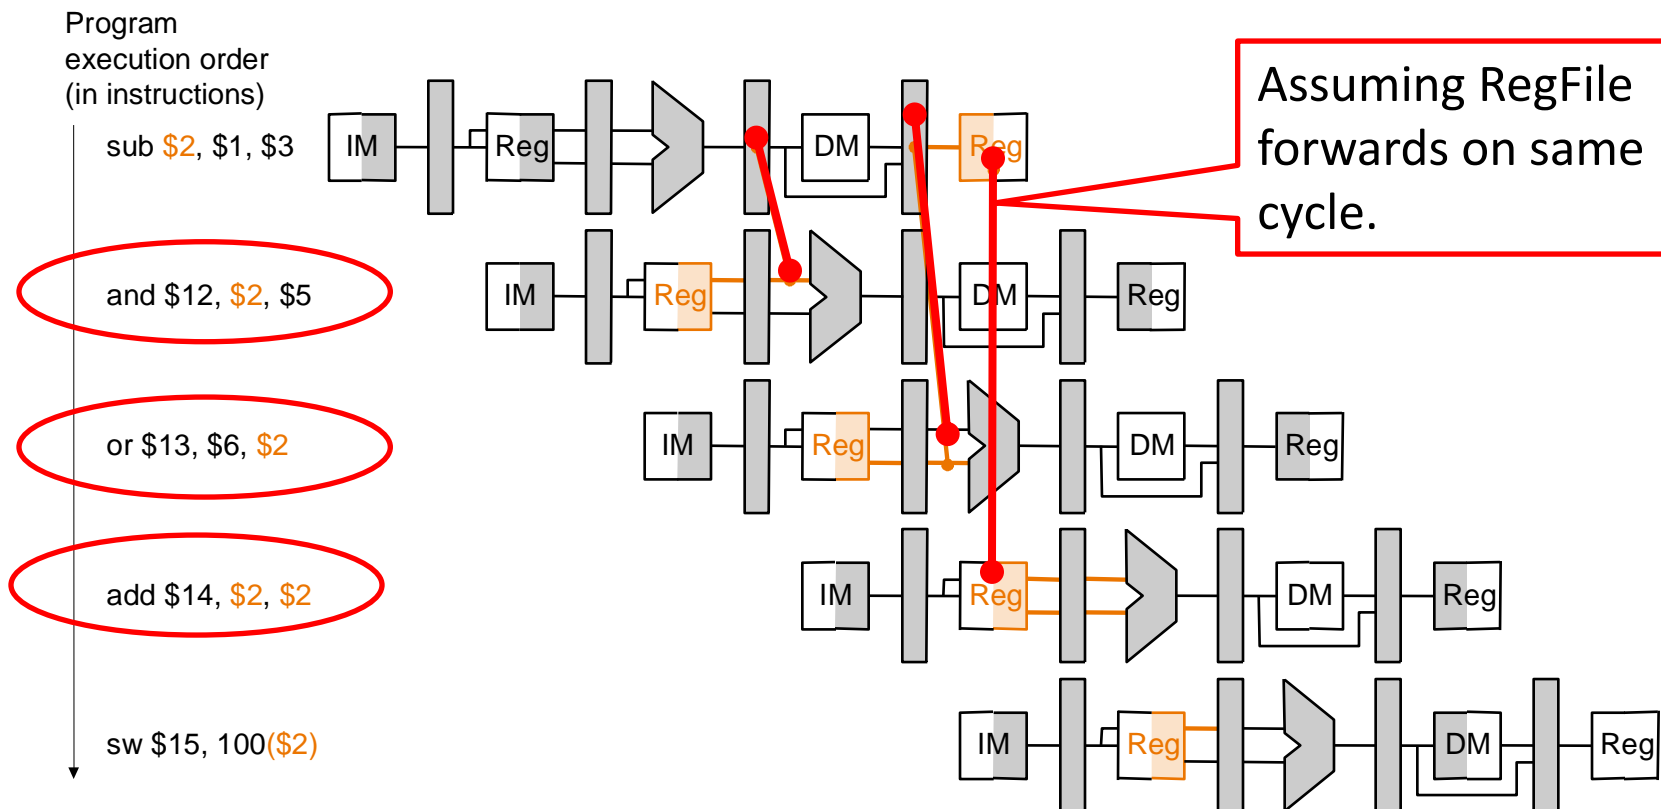 Program
execution order
(in instructions)
sub $2, $1, $3
IM
Reg
DM
Reg
Assuming RegFile
forwards on same
cycle.
and $12, $2, $5
IM
Reg
DM
Reg
or $13, $6, $2
IM
Reg
DM
Reg
add $14, $2, $2
IM
Reg
DM
Reg
sw $15, 100($2)
IM
Reg
DM
Reg